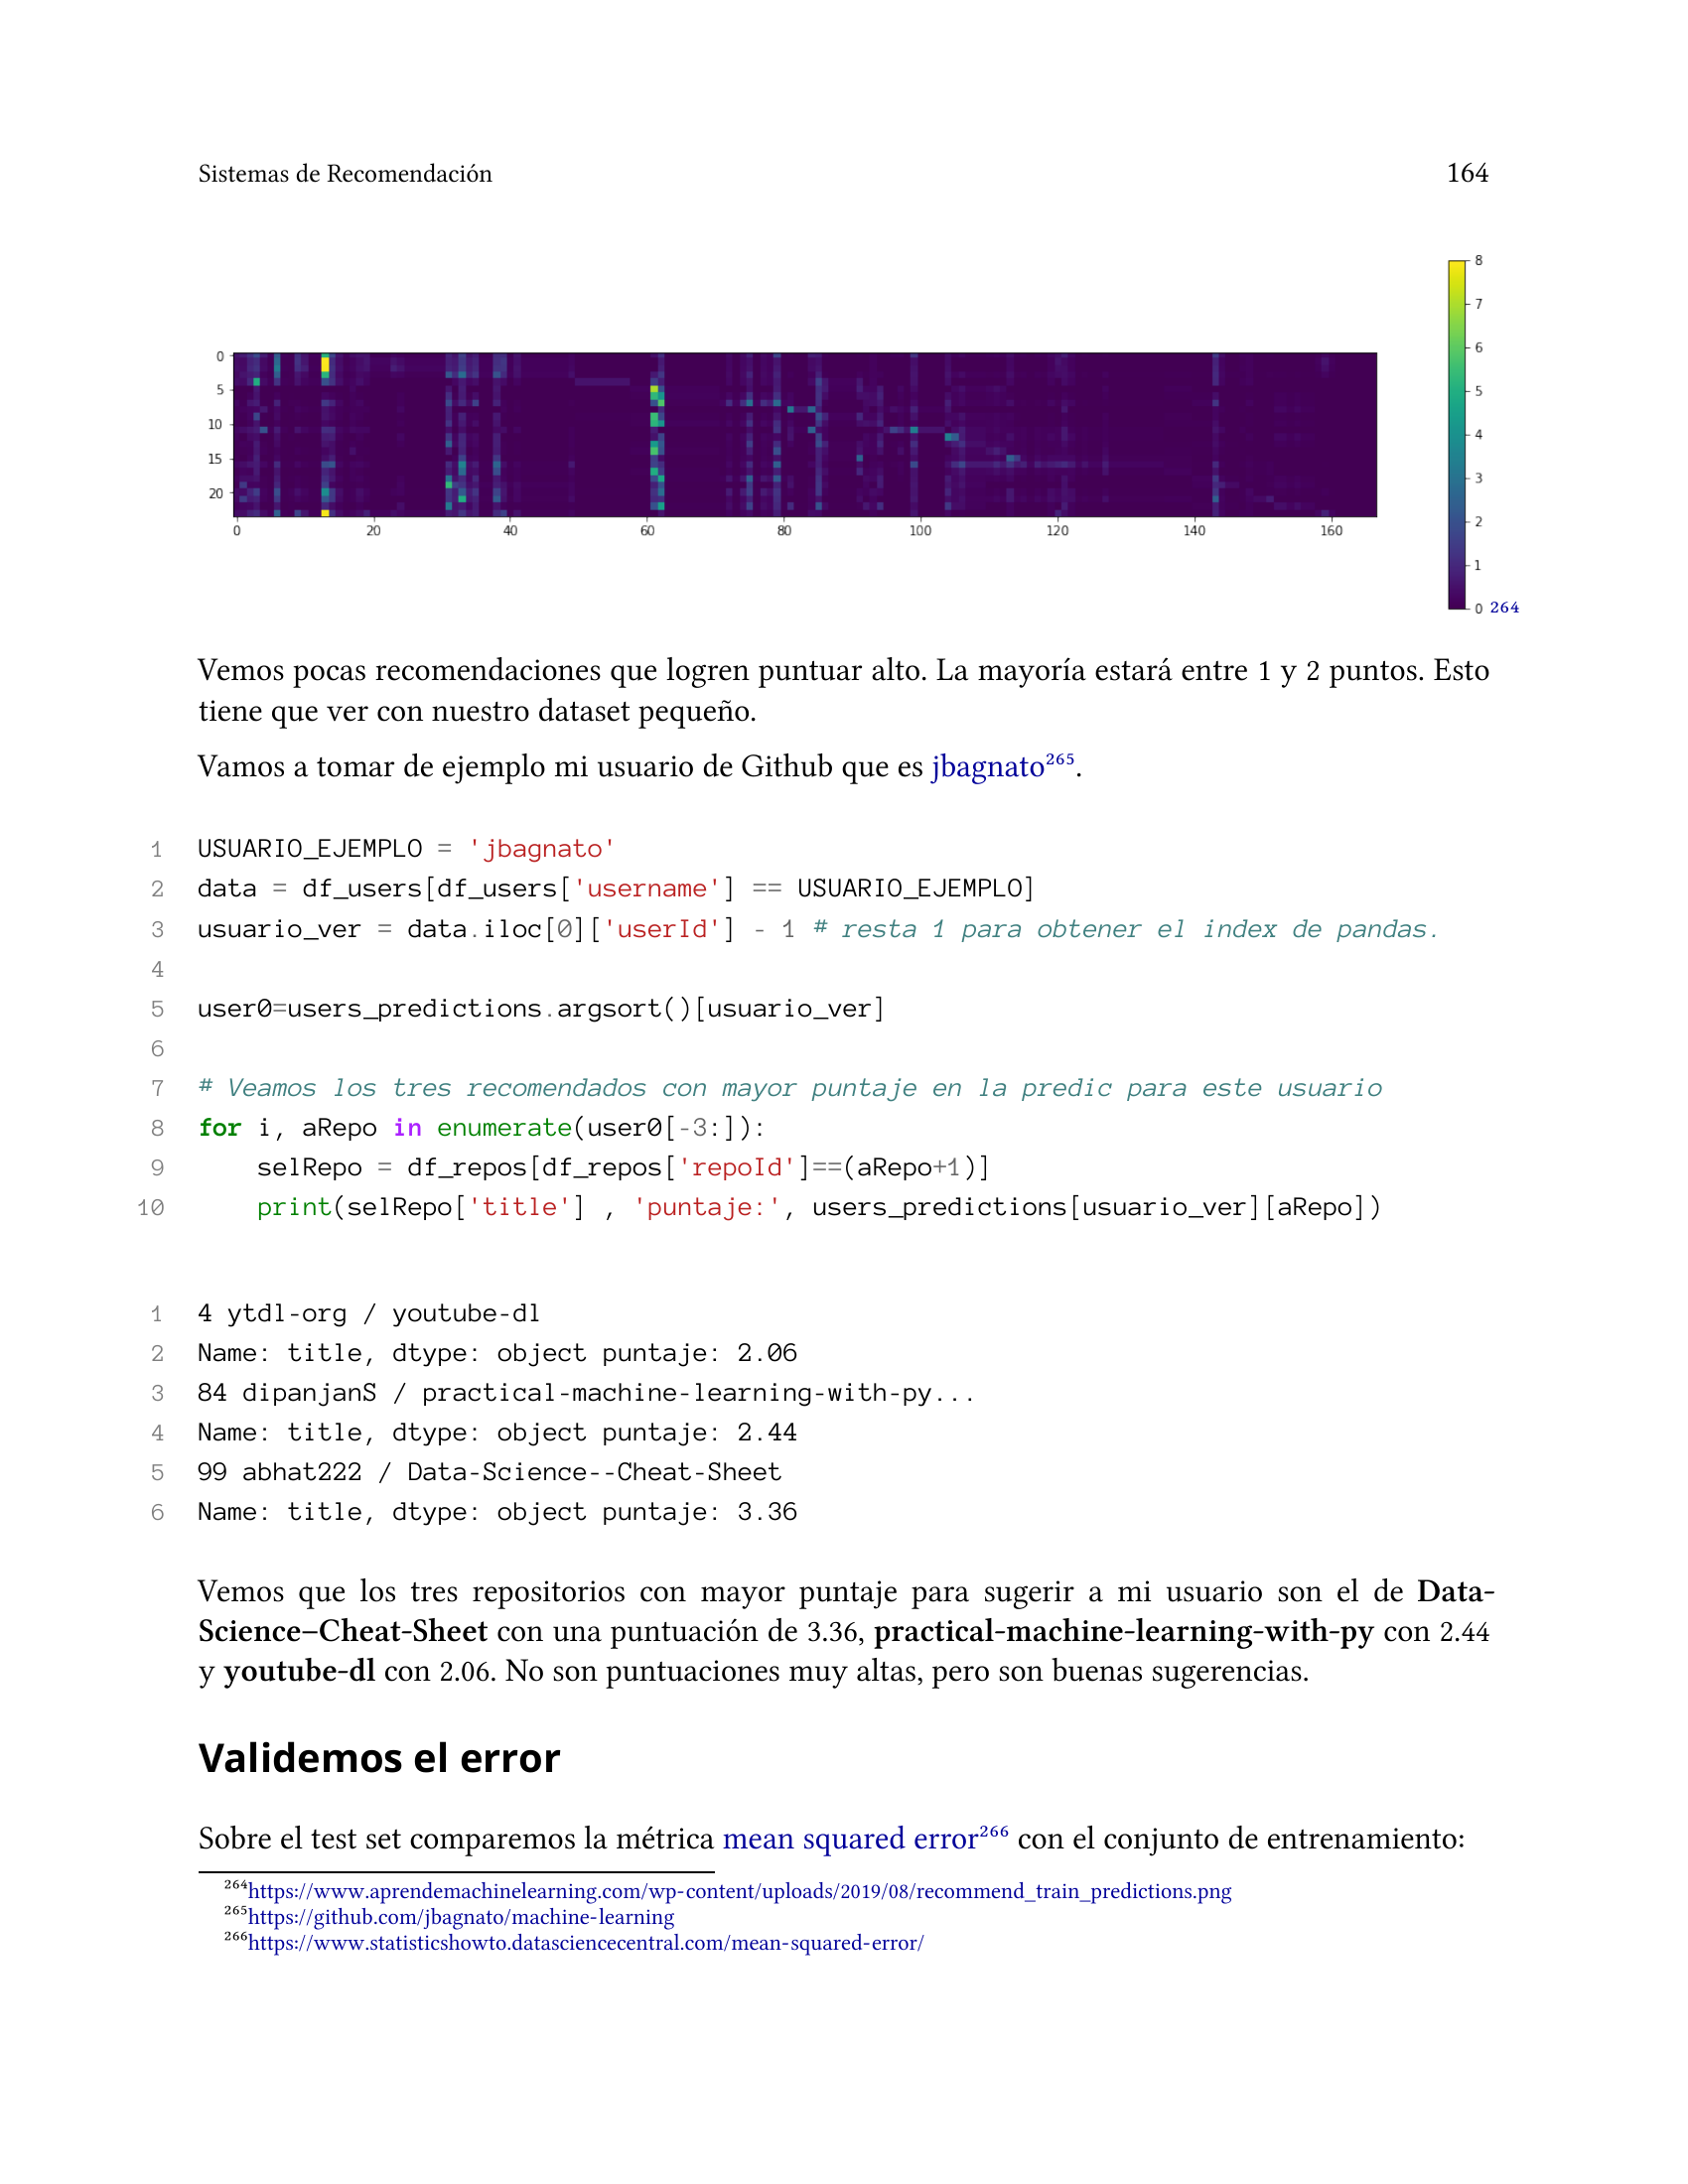 Sistemas de Recomendación 164
8
7
6
5
4
3
2
1
0 264
0
5
10
15
20
0 20 40 60 80 100 120 140 160
Vemos pocas recomendaciones que logren puntuar alto. La mayoría estará entre 1 y 2 puntos. Esto
tiene que ver con nuestro dataset pequeño.
Vamos a tomar de ejemplo mi usuario de Github que es jbagnato²⁶⁵.
1 USUARIO_EJEMPLO = 'jbagnato'
2 data = df_users[df_users['username'] == USUARIO_EJEMPLO]
3 usuario_ver = data.iloc[0]['userId'] - 1 # resta 1 para obtener el index de pandas.
4
5 user0=users_predictions.argsort()[usuario_ver]
6
7 # Veamos los tres recomendados con mayor puntaje en la predic para este usuario
8 for i, aRepo in enumerate(user0[-3:]):
9     selRepo = df_repos[df_repos['repoId']==(aRepo+1)]
10     print(selRepo['title'] , 'puntaje:', users_predictions[usuario_ver][aRepo])
1 4 ytdl-org / youtube-dl
2 Name: title, dtype: object puntaje: 2.06
3 84 dipanjanS / practical-machine-learning-with-py...
4 Name: title, dtype: object puntaje: 2.44
5 99 abhat222 / Data-Science--Cheat-Sheet
6 Name: title, dtype: object puntaje: 3.36
Vemos que los tres repositorios con mayor puntaje para sugerir a mi usuario son el de Data-
Science–Cheat-Sheet con una puntuación de 3.36, practical-machine-learning-with-py con 2.44
y youtube-dl con 2.06. No son puntuaciones muy altas, pero son buenas sugerencias.
Validemos el error
Sobre el test set comparemos la métrica mean squared error²⁶⁶ con el conjunto de entrenamiento:
²⁶⁴https://www.aprendemachinelearning.com/wp-content/uploads/2019/08/recommend_train_predictions.png
²⁶⁵https://github.com/jbagnato/machine-learning
²⁶⁶https://www.statisticshowto.datasciencecentral.com/mean-squared-error/